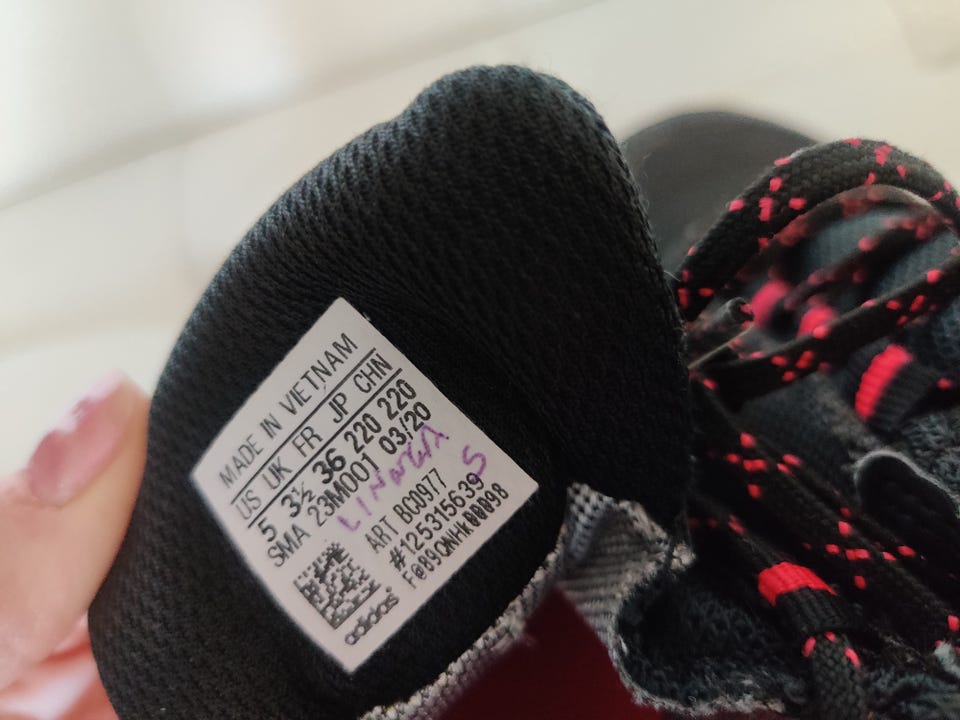 MADE IN VIETNAM
US UK FR JP CHN
5 3½ 36 220 220
SMA 23M001 03/20
ART BC0977
#125315639
F@89QNHk00098
adidas